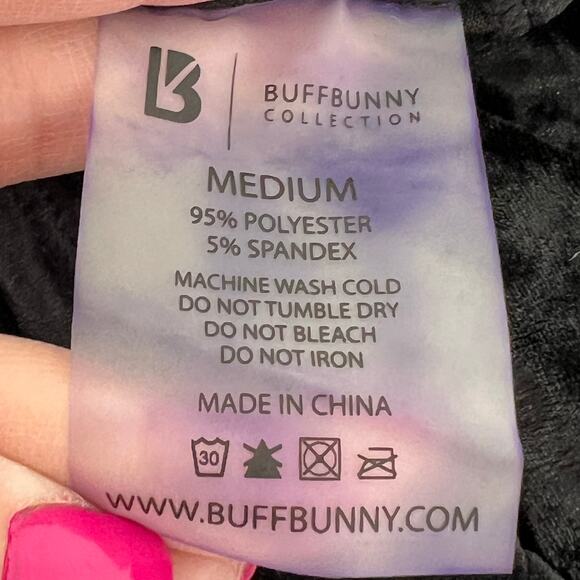 B
BUFFBUNNY
COLLECTION
MEDIUM
95% POLYESTER
5% SPANDEX
MACHINE WASH COLD
DO NOT TUMBLE DRY
DO NOT BLEACH
DO NOT IRON
MADE IN CHINA
30
WWW.BUFFBUNNY.COM